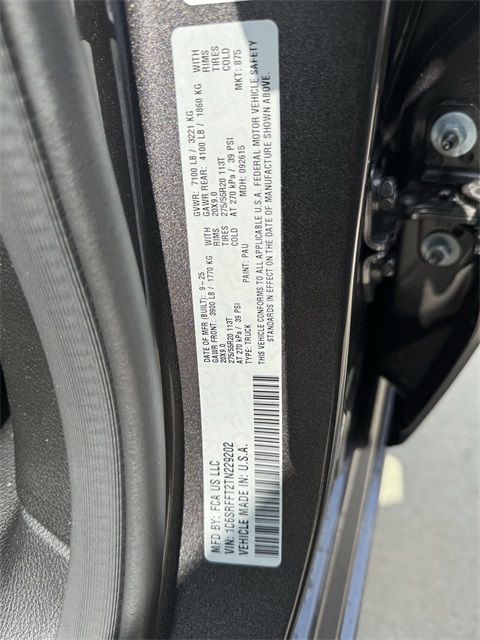 MFD BY: FCA US LLC
VIN: 1C6SRFFT2TN229202
VEHICLE MADE IN: U.S.A.
DATE OF MFR (BUILT): 9-25
GAWR FRONT: 3900 LB / 1770 KG
20X9.0
275/55R20 113T
AT 270 kPa / 39 PSI
TYPE: TRUCK
WITH
RIMS
TIRES
COLD
PAINT: PAU
GVWR: 7100 LB / 3221 KG
GAWR REAR: 4100 LB / 1860 KG
20X9.0
275/55R20 113T
AT 270 kPa / 39 PSI
MDH: 092615
WITH
RIMS
TIRES
COLD
MKT: 875
THIS VEHICLE CONFORMS TO ALL APPLICABLE U.S.A. FEDERAL MOTOR VEHICLE SAFETY
STANDARDS IN EFFECT ON THE DATE OF MANUFACTURE SHOWN ABOVE.